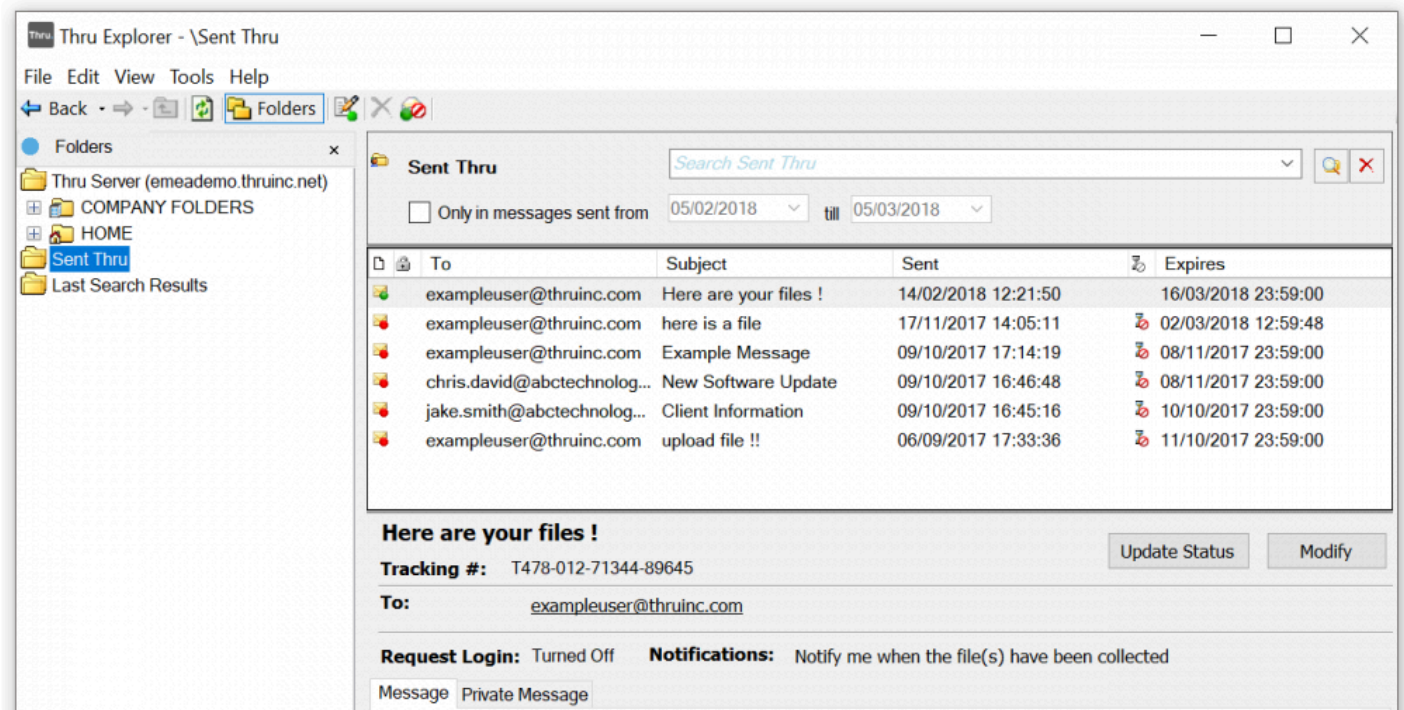 Thru Thru Explorer - \Sent Thru
File Edit View Tools Help
Back Folders
Folders x
Thru Server (emeademo.thruinc.net)
COMPANY FOLDERS
HOME
Sent Thru
Last Search Results
Sent Thru Search Sent Thru
Only in messages sent from 05/02/2018 till 05/03/2018
To Subject Sent Expires
exampleuser@thruinc.com Here are your files ! 14/02/2018 12:21:50 16/03/2018 23:59:00
exampleuser@thruinc.com here is a file 17/11/2017 14:05:11 02/03/2018 12:59:48
exampleuser@thruinc.com Example Message 09/10/2017 17:14:19 08/11/2017 23:59:00
chris.david@abctechnolog... New Software Update 09/10/2017 16:46:48 08/11/2017 23:59:00
jake.smith@abctechnolog... Client Information 09/10/2017 16:45:16 10/10/2017 23:59:00
exampleuser@thruinc.com upload file !! 06/09/2017 17:33:36 11/10/2017 23:59:00
Here are your files !
Update Status Modify
Tracking #: T478-012-71344-89645
To: exampleuser@thruinc.com
Request Login: Turned Off Notifications: Notify me when the file(s) have been collected
Message Private Message